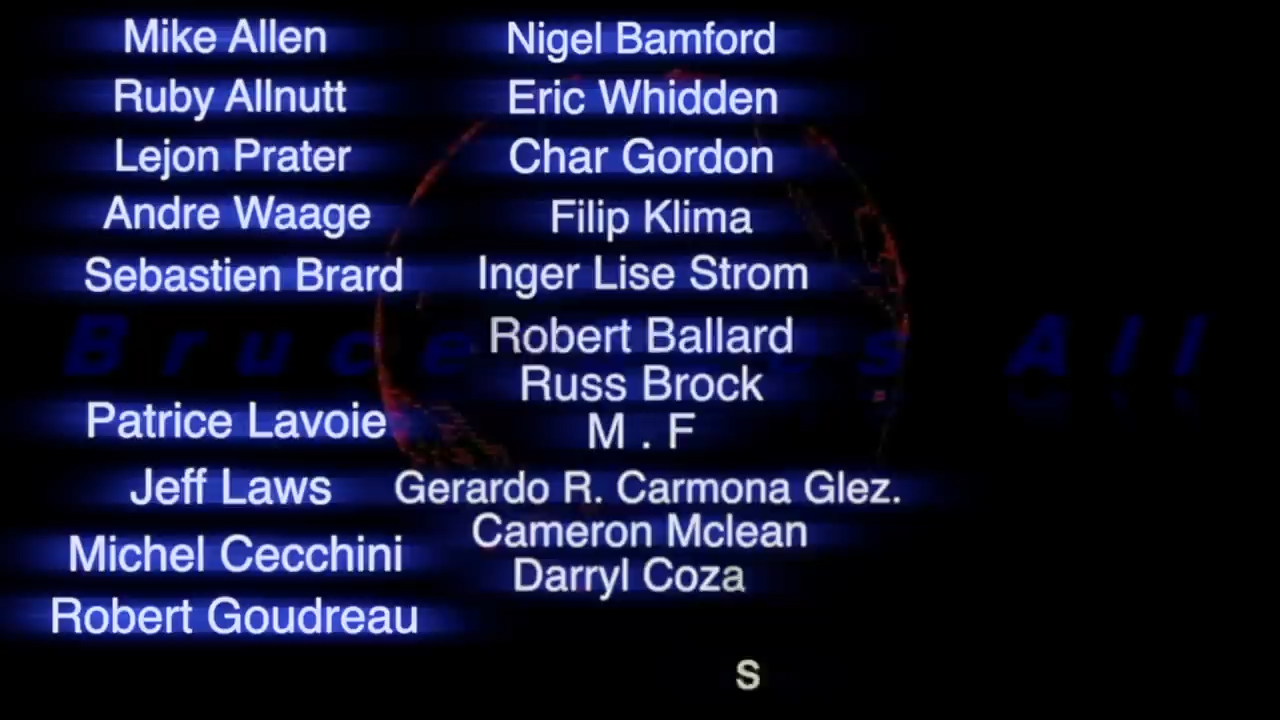 Mike Allen
Ruby Allnutt
Lejon Prater
Andre Waage
Sebastien Brard
Patrice Lavoie
Jeff Laws
Michel Cecchini
Robert Goudreau
Nigel Bamford
Eric Whidden
Char Gordon
Filip Klima
Inger Lise Strom
Robert Ballard
Russ Brock
M . F
Gerardo R. Carmona Glez.
Cameron Mclean
Darryl Coza
s
Bruce All